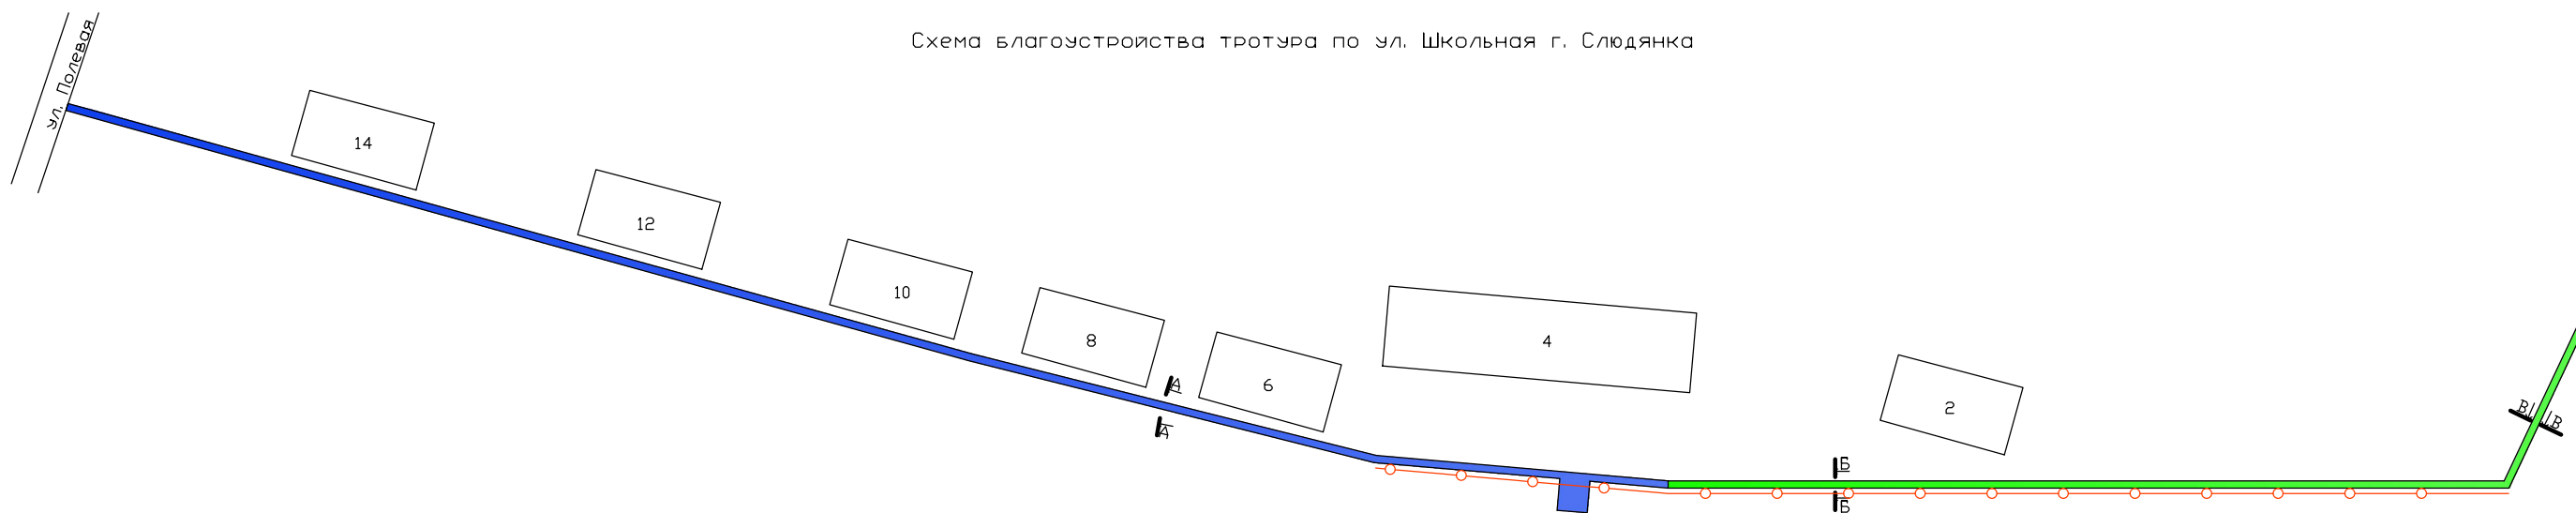 Схема благоустройства тротура по ул. Школьная г. Слюдянка
ул. Полевая
14
12
10
8
6
4
2
А
А
Б
Б
В
В